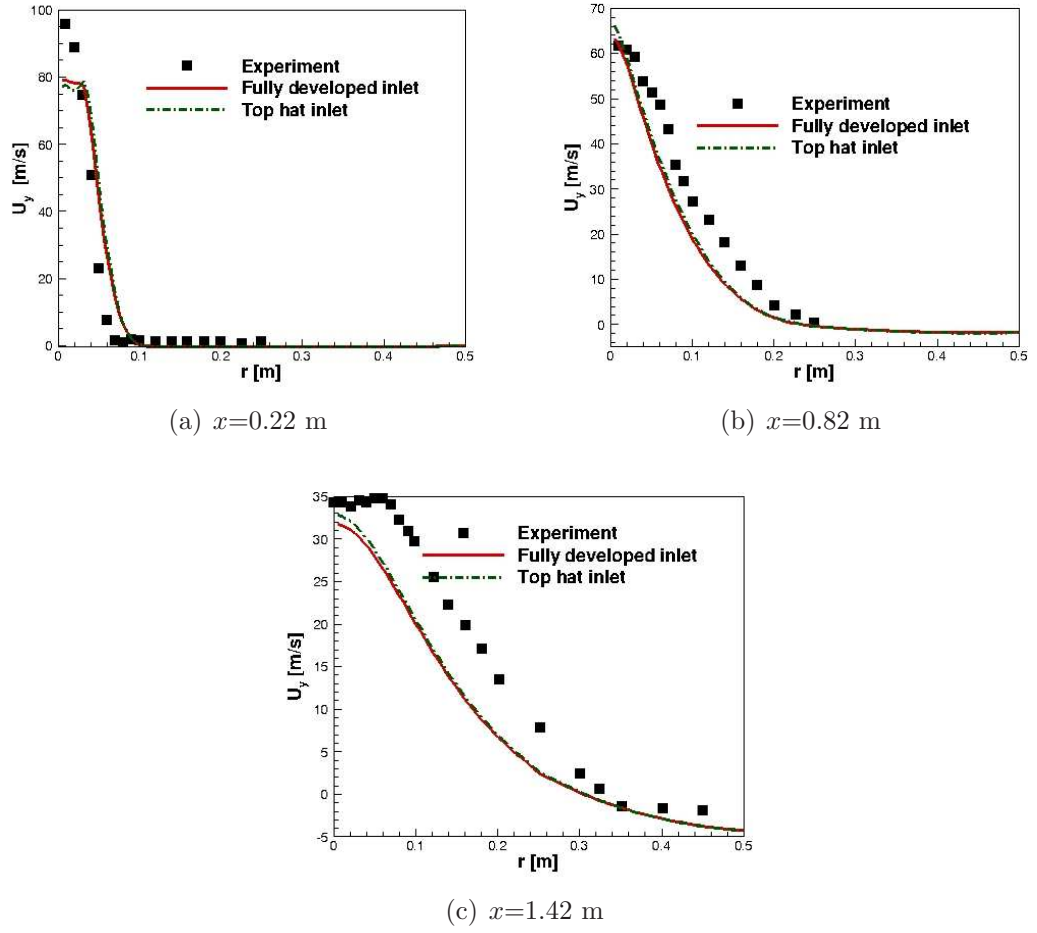 100
80
60
40
20
0
U_y [m/s]
Experiment
Fully developed inlet
Top hat inlet
0 0.1 0.2 0.3 0.4 0.5
r [m]
(a) x=0.22 m
70
60
50
40
30
20
10
0
U_y [m/s]
Experiment
Fully developed inlet
Top hat inlet
0 0.1 0.2 0.3 0.4 0.5
r [m]
(b) x=0.82 m
35
30
25
20
15
10
5
0
-5
U_y [m/s]
Experiment
Fully developed inlet
Top hat inlet
0 0.1 0.2 0.3 0.4 0.5
r [m]
(c) x=1.42 m